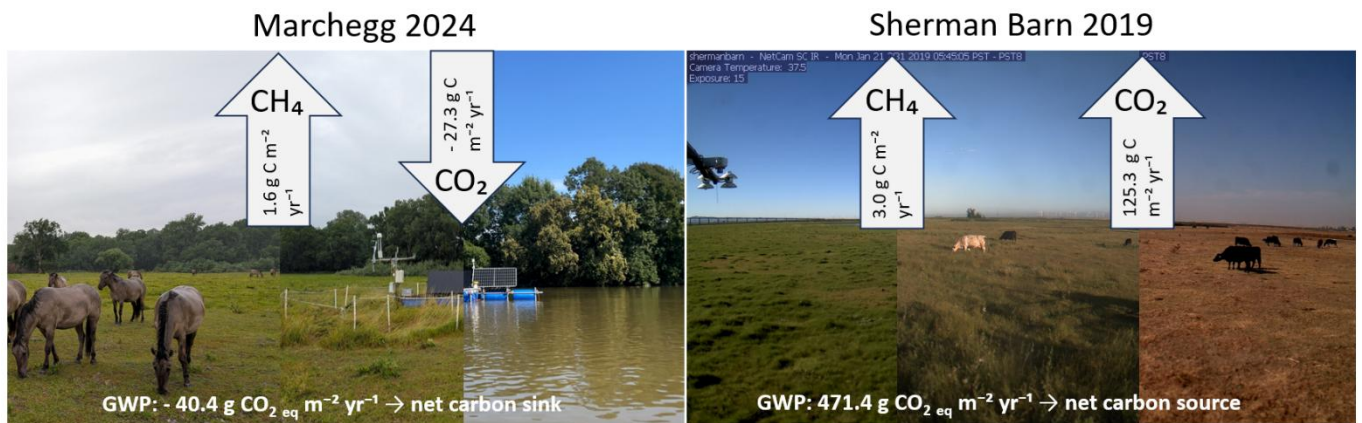 Marchegg 2024
Sherman Barn 2019
CH₄
1.6 g C m⁻²
yr⁻¹
- 27.3 g C
m⁻² yr⁻¹
CO₂
shermanbarn - NetCam SC IR - Mon Jan 21 2019 05:45:05 PST - PST8
Camera Temperature: 37.5
Exposure: 15
CH₄
3.0 g C m⁻²
yr⁻¹
PST8
CO₂
125.3 g C
m⁻² yr⁻¹
GWP: - 40.4 g CO₂ eq m⁻² yr⁻¹ → net carbon sink
GWP: 471.4 g CO₂ eq m⁻² yr⁻¹ → net carbon source